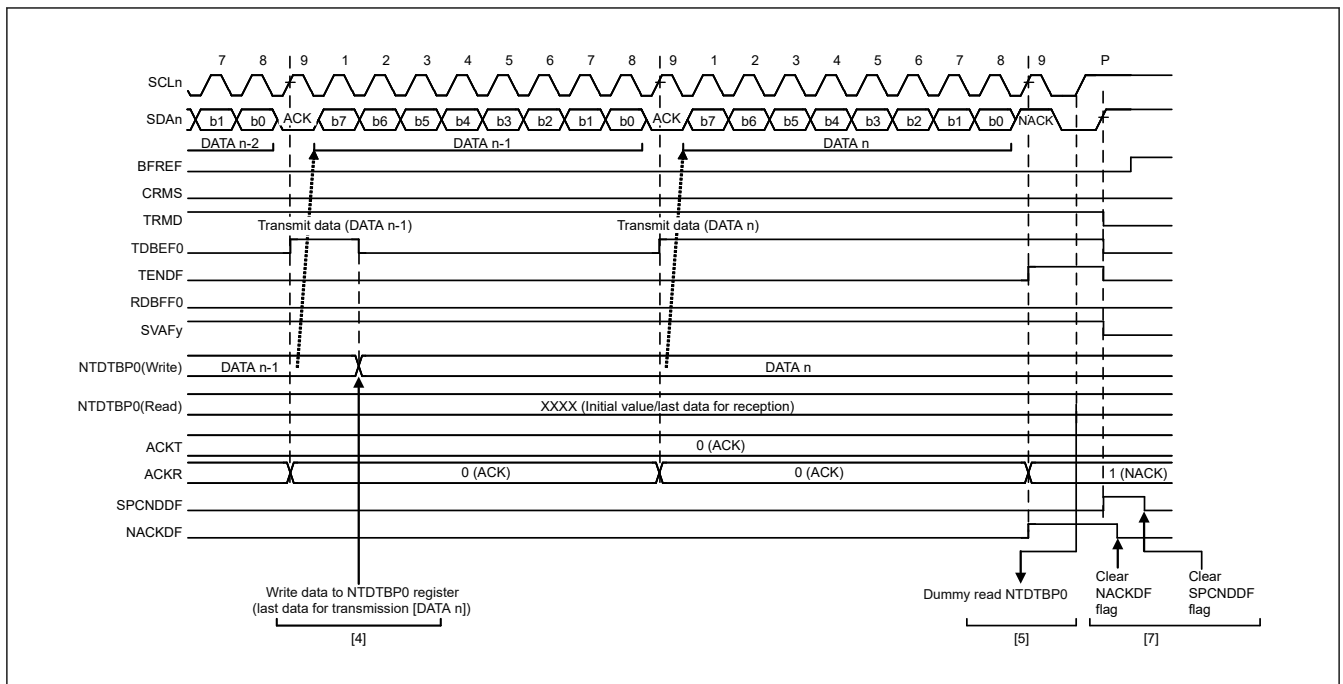 7 8 9 1 2 3 4 5 6 7 8 9 1 2 3 4 5 6 7 8 9 P
SCLn
SDAn b1 b0 ACK b7 b6 b5 b4 b3 b2 b1 b0 ACK b7 b6 b5 b4 b3 b2 b1 b0 NACK
DATA n-2 DATA n-1 DATA n
BFREF
CRMS
TRMD
Transmit data (DATA n-1) Transmit data (DATA n)
TDBEF0
TENDF
RDBFF0
SVAFy
NTDTBP0(Write) DATA n-1 DATA n
NTDTBP0(Read) XXXX (Initial value/last data for reception)
ACKT 0 (ACK)
ACKR 0 (ACK) 0 (ACK) 1 (NACK)
SPCNDDF
NACKDF
Write data to NTDTBP0 register
(last data for transmission [DATA n])
[4]
Dummy read NTDTBP0
[5]
Clear
NACKDF
flag
Clear
SPCNDDF
flag
[7]